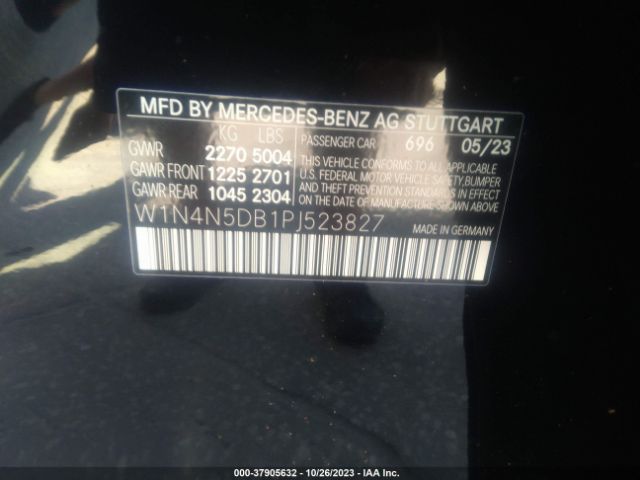 MFD BY MERCEDES-BENZ AG STUTTGART
KG LBS PASSENGER CAR 696 05/23
GVWR 2270 5004 THIS VEHICLE CONFORMS TO ALL APPLICABLE
GAWR FRONT 1225 2701 U.S. FEDERAL MOTOR VEHICLE SAFETY, BUMPER
GAWR REAR 1045 2304 AND THEFT PREVENTION STANDARDS IN EFFECT
ON THE DATE OF MANUFACTURE SHOWN ABOVE.
W1N4N5DB1PJ523827 MADE IN GERMANY
000-37905632 - 10/26/2023 - IAA Inc.